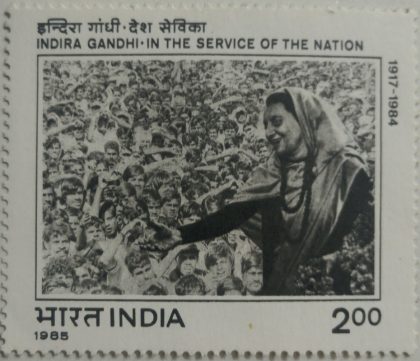 इन्दिरा गांधी·देश सेविका
INDIRA GANDHI·IN THE SERVICE OF THE NATION
1917-1984
भारत INDIA
2.00
1985